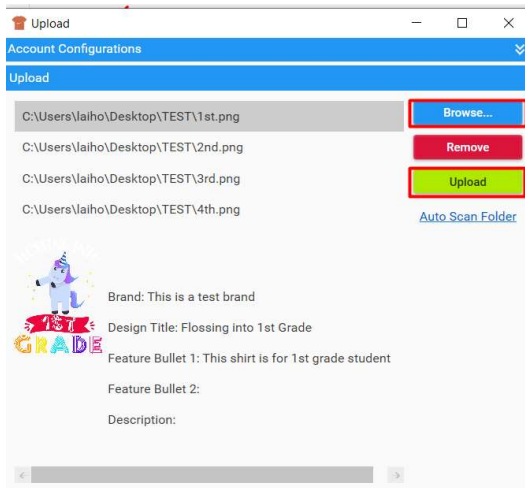 Upload
Account Configurations
Upload
C:\Users\laiho\Desktop\TEST\1st.png
Browse...
C:\Users\laiho\Desktop\TEST\2nd.png
Remove
C:\Users\laiho\Desktop\TEST\3rd.png
Upload
C:\Users\laiho\Desktop\TEST\4th.png
Auto Scan Folder
1ST
GRADE
Brand: This is a test brand
Design Title: Flossing into 1st Grade
Feature Bullet 1: This shirt is for 1st grade student
Feature Bullet 2:
Description: